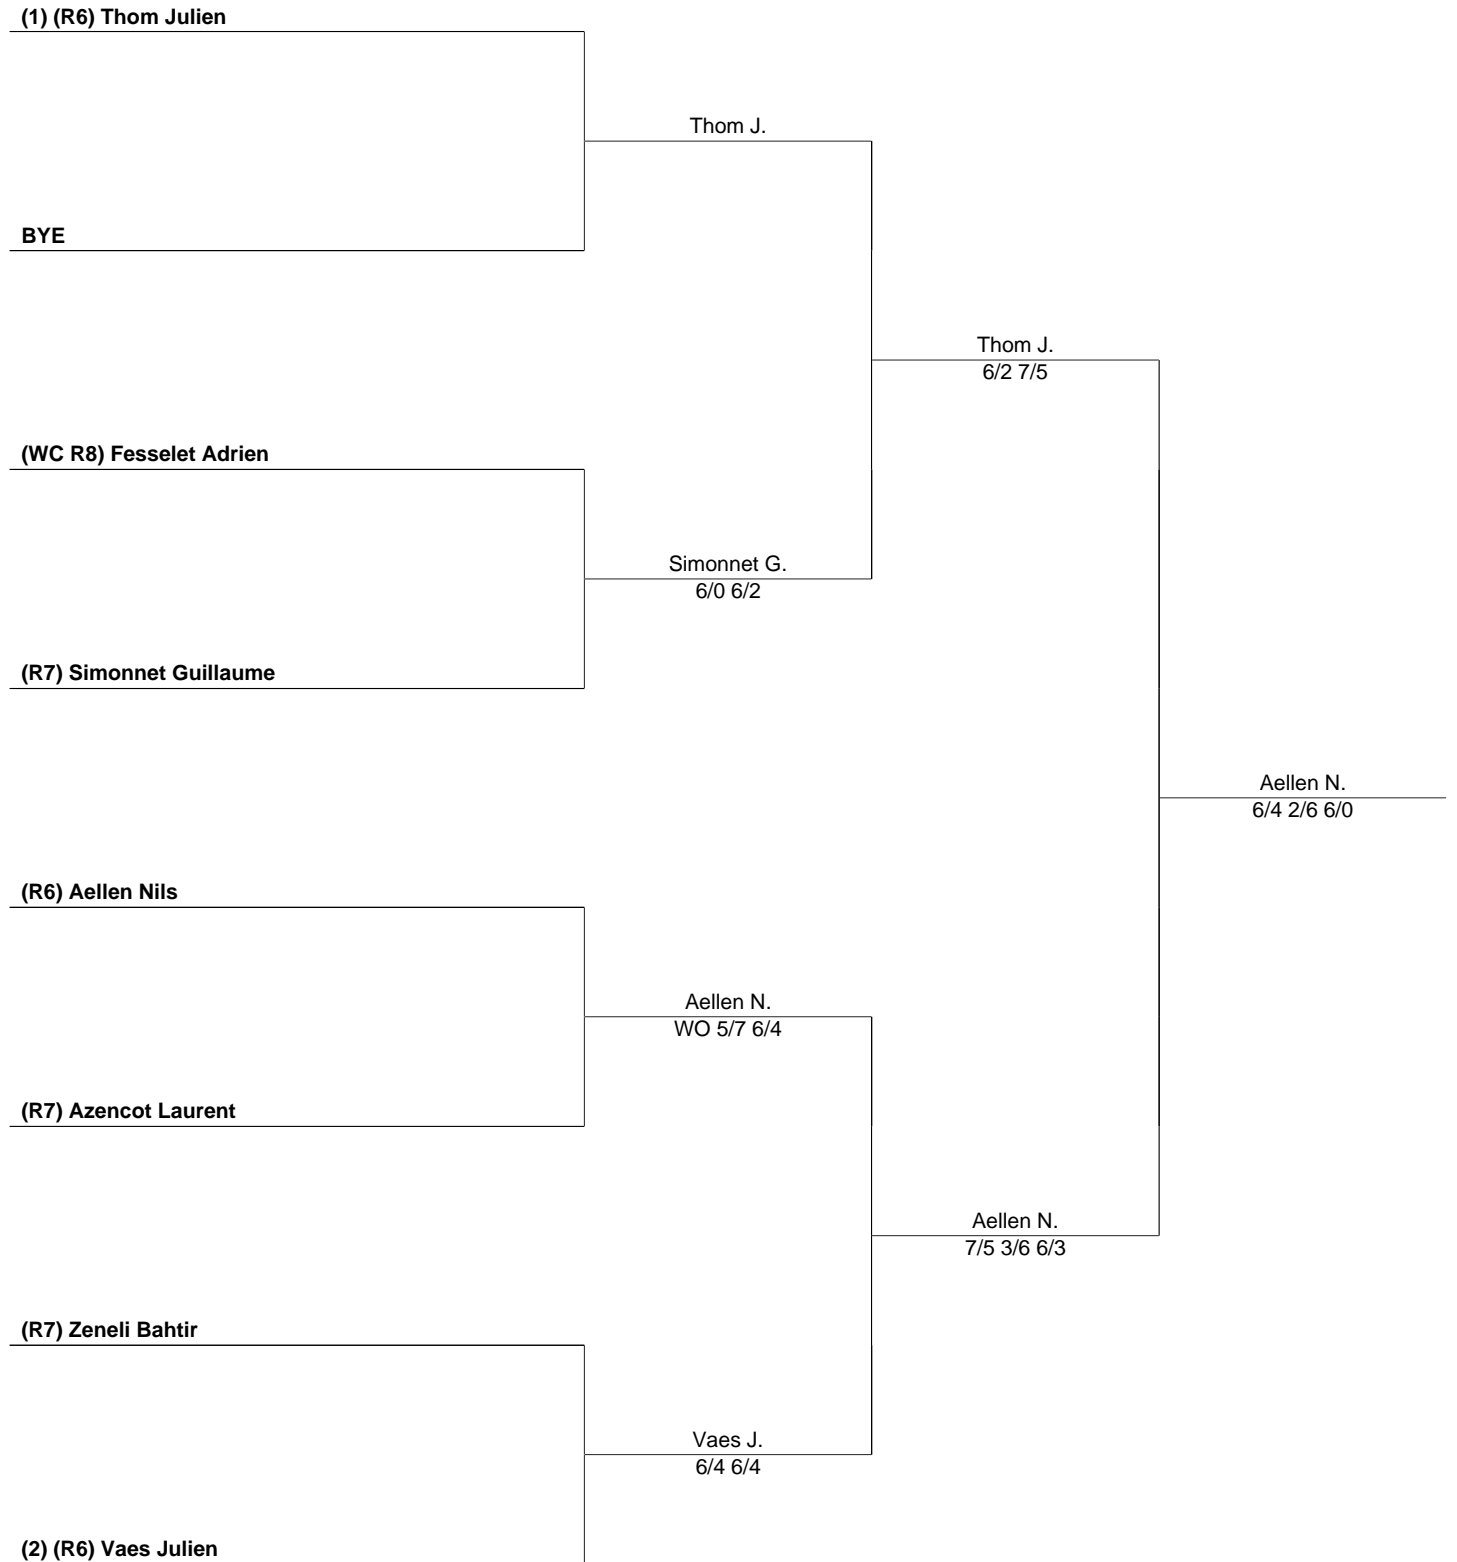 (1) (R6) Thom Julien
Thom J.
BYE
Thom J.
6/2 7/5
(WC R8) Fesselet Adrien
Simonnet G.
6/0 6/2
(R7) Simonnet Guillaume
Aellen N.
6/4 2/6 6/0
(R6) Aellen Nils
Aellen N.
WO 5/7 6/4
(R7) Azencot Laurent
Aellen N.
7/5 3/6 6/3
(R7) Zeneli Bahtir
Vaes J.
6/4 6/4
(2) (R6) Vaes Julien